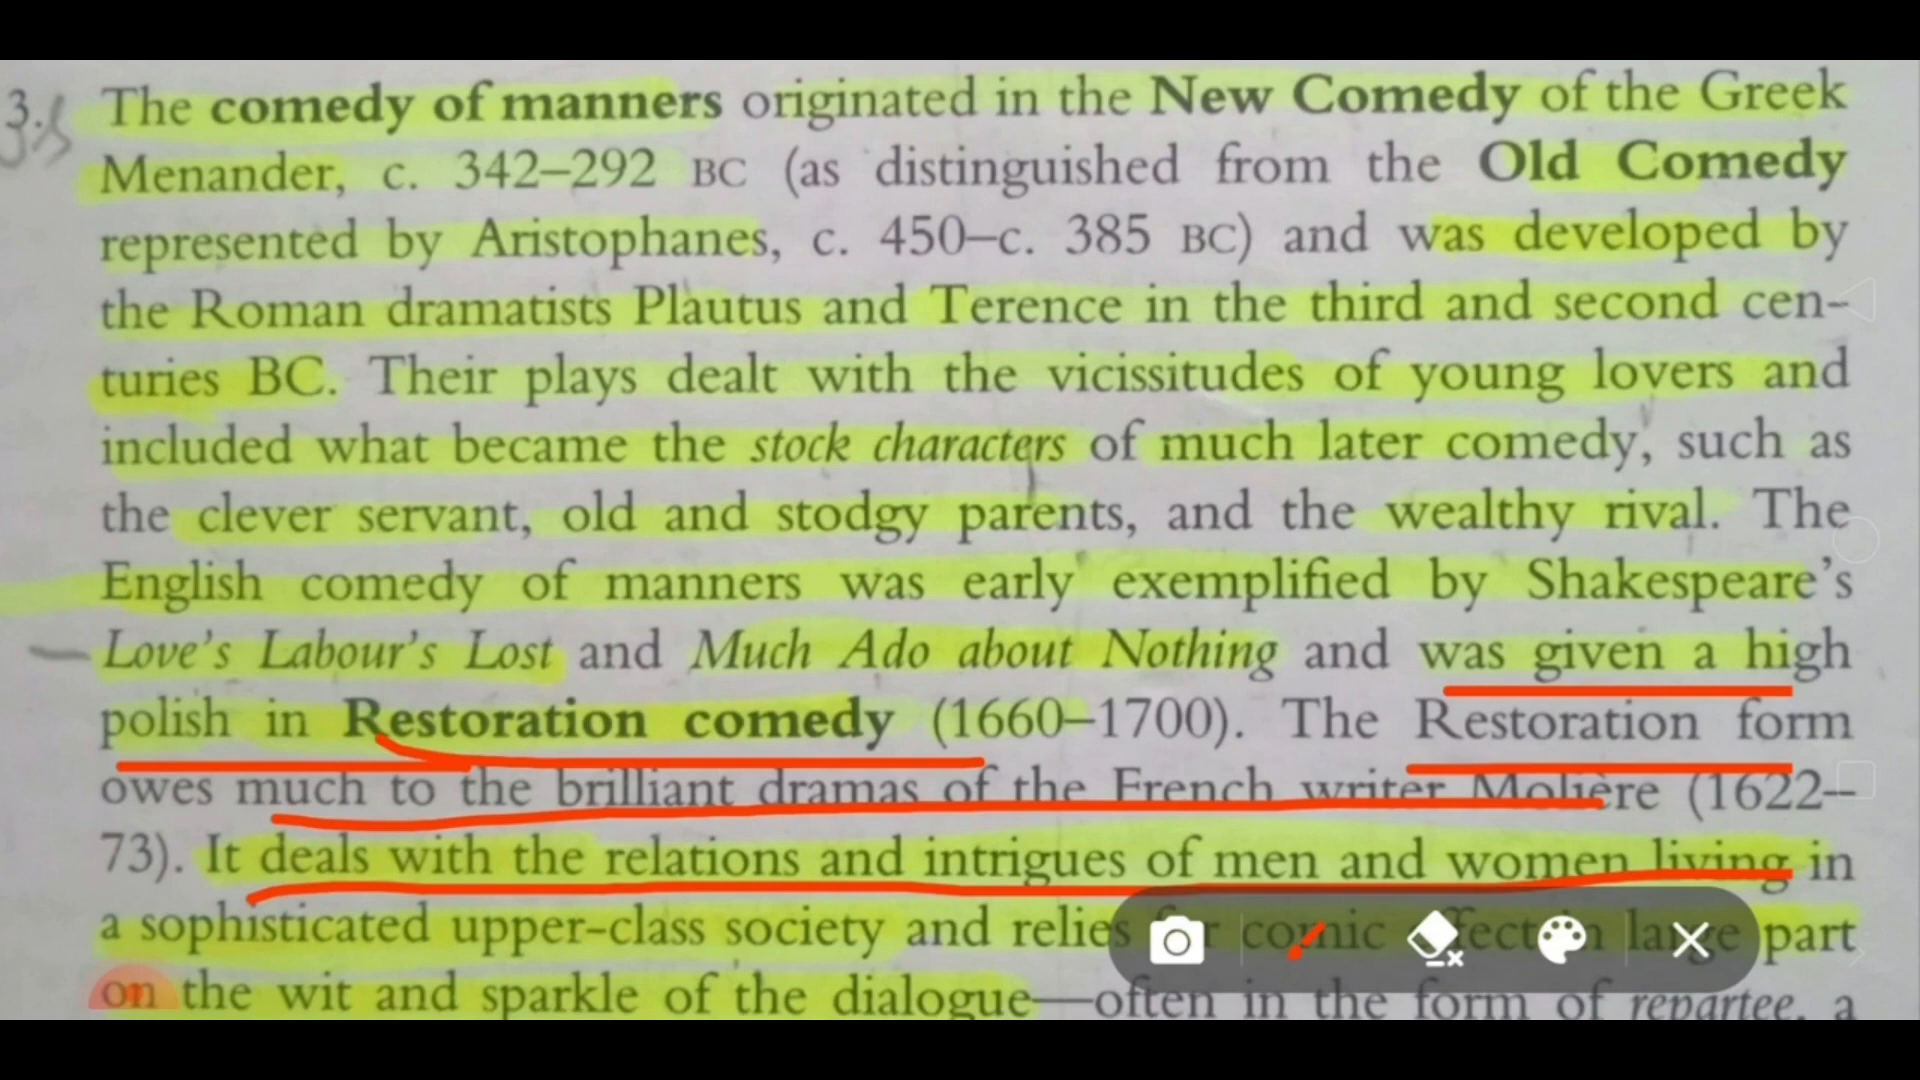 3. The comedy of manners originated in the New Comedy of the Greek
Menander, c. 342–292 BC (as distinguished from the Old Comedy
represented by Aristophanes, c. 450–c. 385 BC) and was developed by
the Roman dramatists Plautus and Terence in the third and second cen-
turies BC. Their plays dealt with the vicissitudes of young lovers and
included what became the stock characters of much later comedy, such as
the clever servant, old and stodgy parents, and the wealthy rival. The
English comedy of manners was early exemplified by Shakespeare's
Love's Labour's Lost and Much Ado about Nothing and was given a high
polish in Restoration comedy (1660–1700). The Restoration form
owes much to the brilliant dramas of the French writer Molière (1622–
73). It deals with the relations and intrigues of men and women living in
a sophisticated upper-class society and relies comic large part
on the wit and sparkle of the dialogue—often in the form of repartee, a